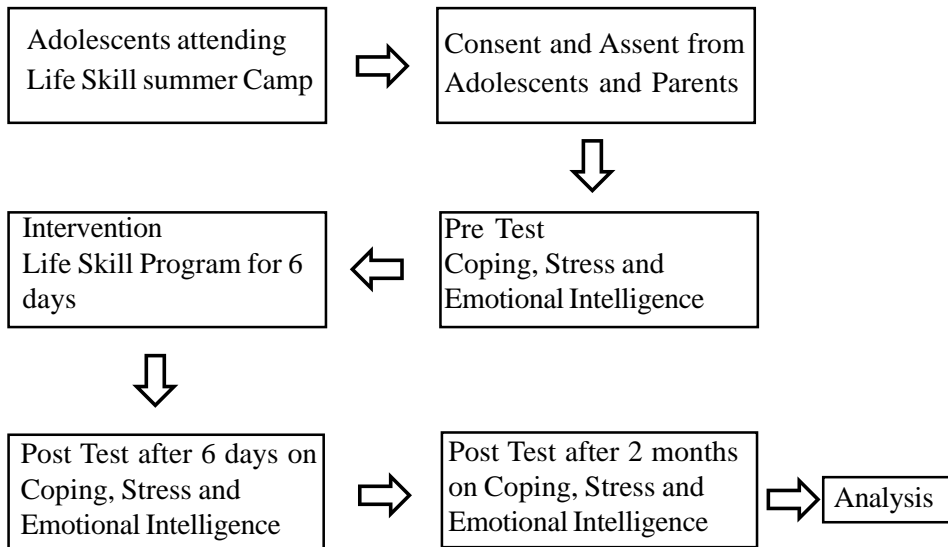 Adolescents attending
Life Skill summer Camp
Consent and Assent from
Adolescents and Parents
Pre Test
Coping, Stress and
Emotional Intelligence
Intervention
Life Skill Program for 6
days
Post Test after 6 days on
Coping, Stress and
Emotional Intelligence
Post Test after 2 months
on Coping, Stress and
Emotional Intelligence
Analysis